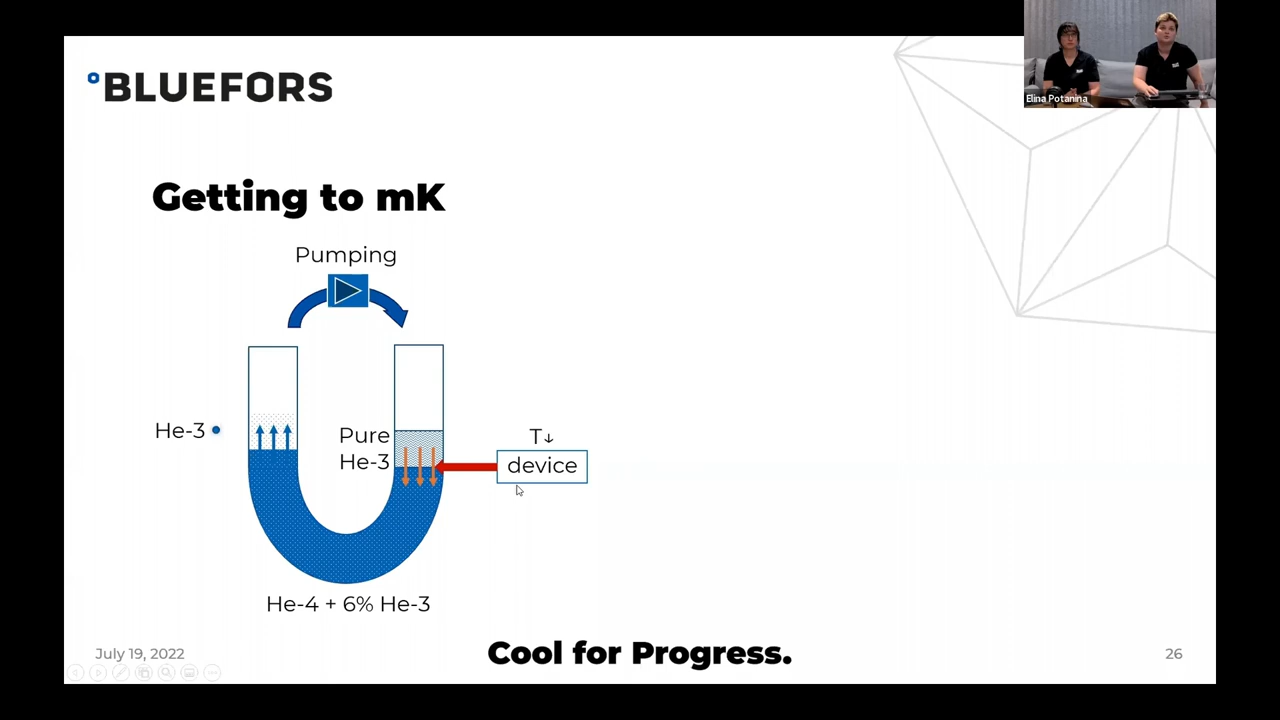 °BLUEFORS
Elina Potanina
Getting to mK
Pumping
He-3
Pure
He-3
T↓
device
He-4 + 6% He-3
July 19, 2022
Cool for Progress.
26